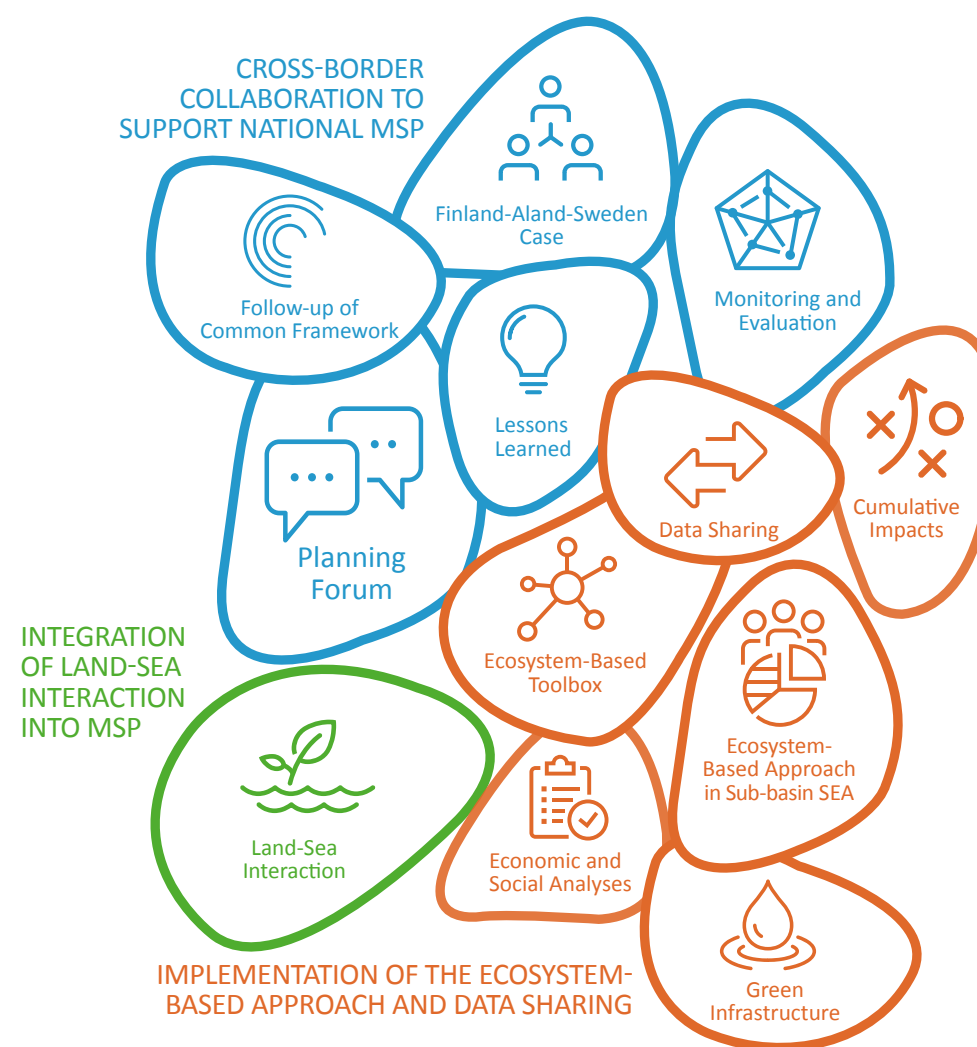 CROSS-BORDER
COLLABORATION TO
SUPPORT NATIONAL MSP
Finland-Aland-Sweden
Case
Follow-up of
Common Framework
Monitoring and
Evaluation
Lessons
Learned
Planning
Forum
Data Sharing
Cumulative
Impacts
Ecosystem-Based
Toolbox
Ecosystem-
Based Approach
in Sub-basin SEA
INTEGRATION
OF LAND-SEA
INTERACTION
INTO MSP
Land-Sea
Interaction
Economic and
Social Analyses
Green
Infrastructure
IMPLEMENTATION OF THE ECOSYSTEM-
BASED APPROACH AND DATA SHARING